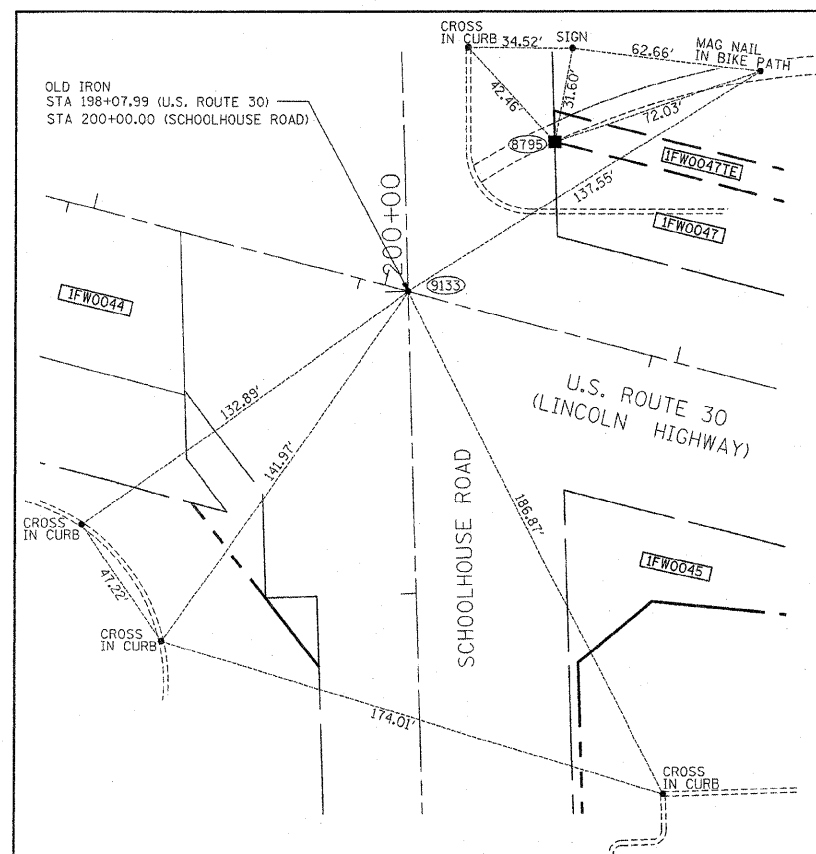 CROSS
IN CURB
34.52'
SIGN
62.66'
MAG NAIL
IN BIKE PATH
OLD IRON
STA 198+07.99 (U.S. ROUTE 30)
STA 200+00.00 (SCHOOLHOUSE ROAD)
42.46'
31.60'
72.03'
8795
1FW0047TE
137.55'
1FW0047
200+00
9133
1FW0044
U.S. ROUTE 30
(LINCOLN HIGHWAY)
132.89'
141.97'
186.87'
SCHOOLHOUSE ROAD
CROSS
IN CURB
1FW0045
47.22'
CROSS
IN CURB
174.01'
CROSS
IN CURB